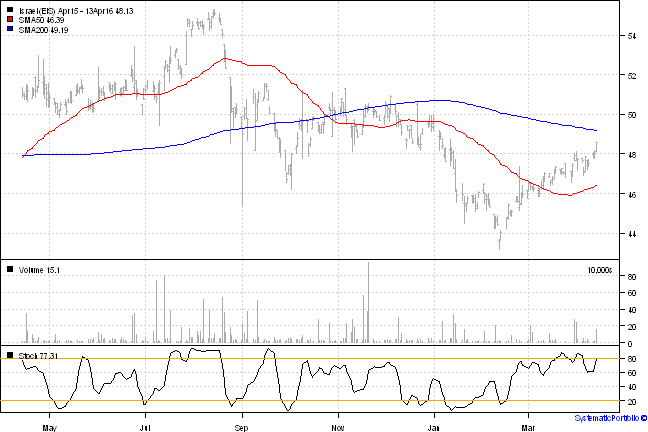 Israel (EIS) Apr15 - 13Apr16 48.13
SMA50 46.39
SMA200 49.19
54
52
50
48
46
44
Volume 15.1
10,000s
80
60
40
20
0
Stoch 77.31
80
60
40
20
May Jul Sep Nov Jan Mar
SystematicPortfolio ©